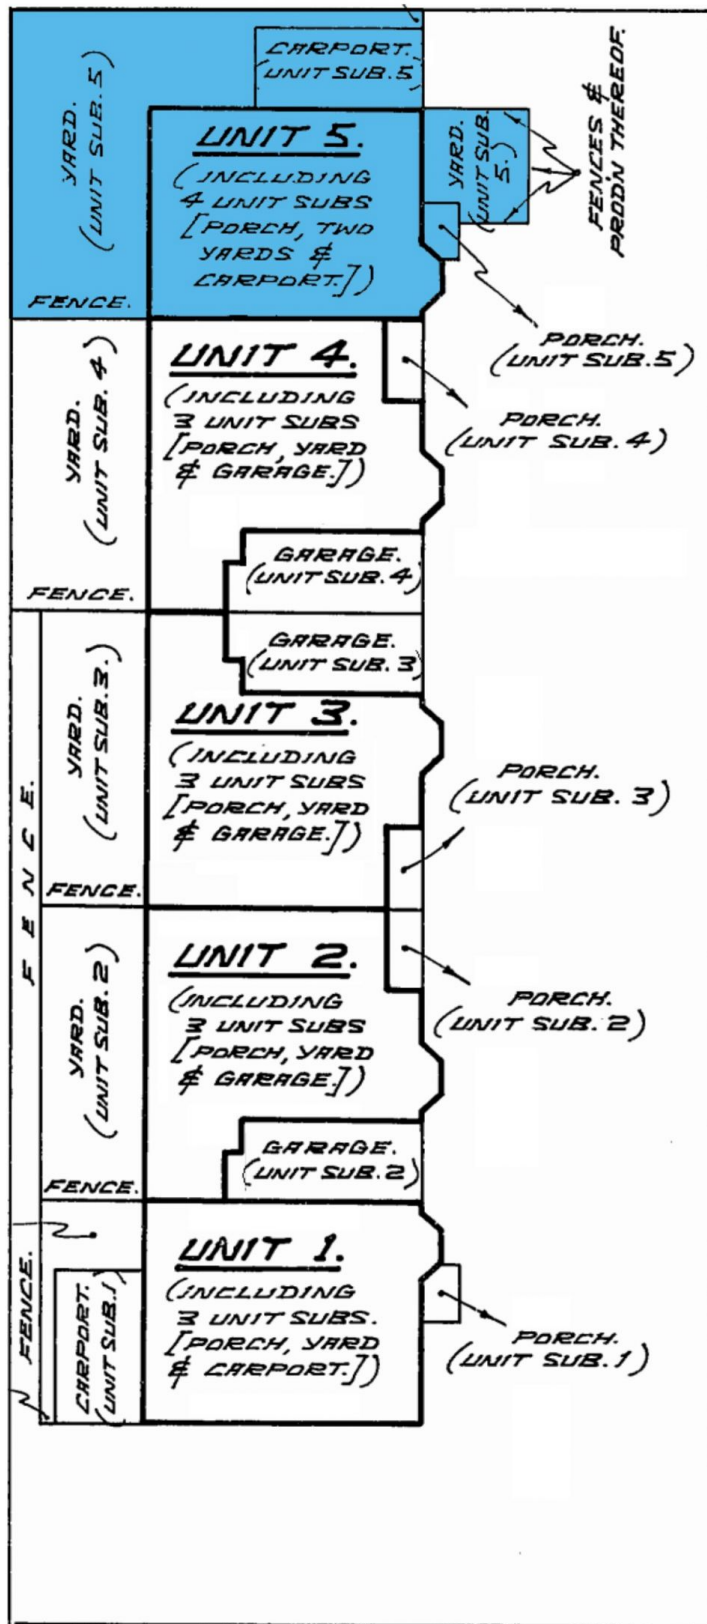 CARPORT.
(UNIT SUB.5
YARD.
(UNIT SUB.5)
UNIT 5.
(INCLUDING
4 UNIT SUBS
[PORCH, TWO
YARDS &
CARPORT.])
YARD.
(UNIT SUB.
5.)
FENCES &
PROD'N THEREOF.
FENCE.
PORCH.
(UNIT SUB.5)
YARD.
(UNIT SUB.4)
UNIT 4.
(INCLUDING
3 UNIT SUBS
[PORCH, YARD
& GARAGE.])
PORCH.
(UNIT SUB.4)
GARAGE.
(UNIT SUB.4)
FENCE.
GARAGE.
(UNIT SUB.3)
YARD.
(UNIT SUB.3.)
UNIT 3.
(INCLUDING
3 UNIT SUBS
[PORCH, YARD
& GARAGE.])
PORCH.
(UNIT SUB. 3)
FENCE.
FENCE.
UNIT 2.
(INCLUDING
3 UNIT SUBS
[PORCH, YARD
& GARAGE.])
YARD.
(UNIT SUB.2)
PORCH.
(UNIT SUB.2)
GARAGE.
(UNIT SUB.2)
FENCE.
UNIT 1.
(INCLUDING
3 UNIT SUBS.
[PORCH, YARD
& CARPORT.])
FENCE.
CARPORT.
(UNIT SUB.1)
PORCH.
(UNIT SUB.1)